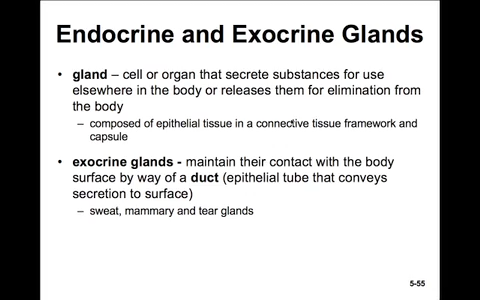 Endocrine and Exocrine Glands
• gland – cell or organ that secrete substances for use
elsewhere in the body or releases them for elimination from
the body
– composed of epithelial tissue in a connective tissue framework and
capsule
• exocrine glands - maintain their contact with the body
surface by way of a duct (epithelial tube that conveys
secretion to surface)
– sweat, mammary and tear glands
5-55